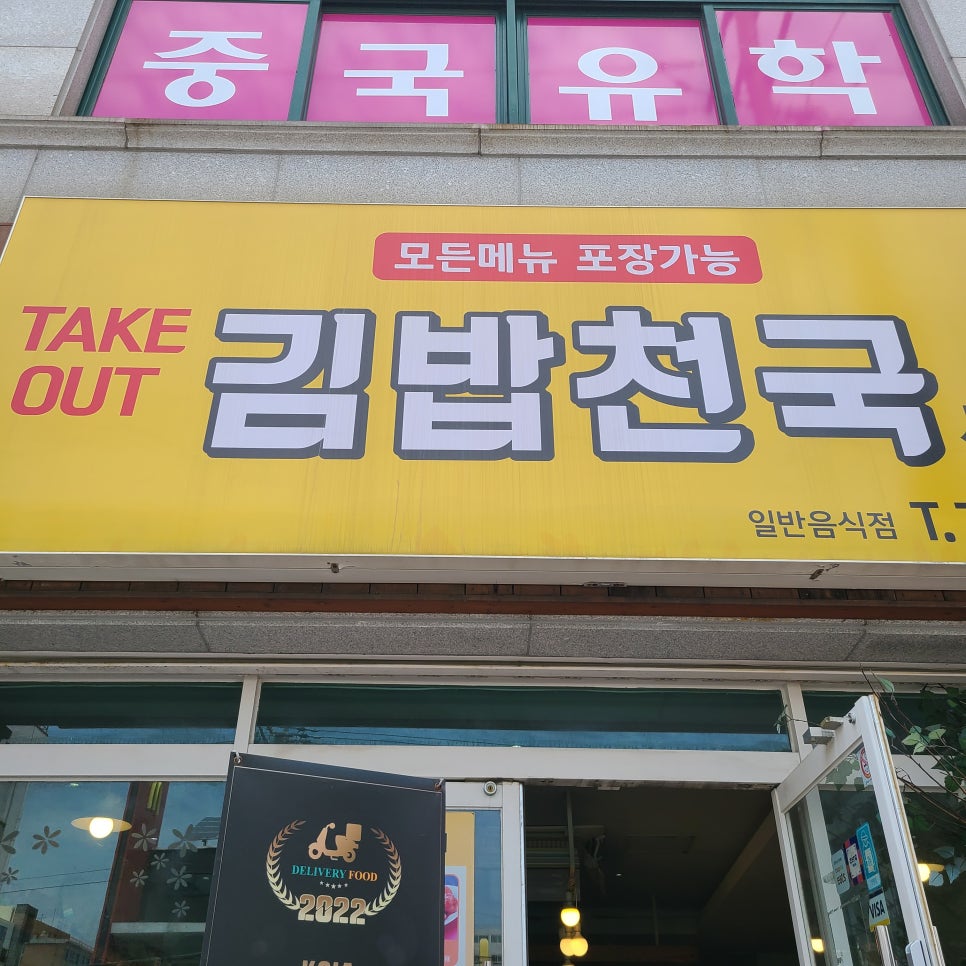 중국유학
모든메뉴 포장가능
TAKE
OUT
김밥천국
일반음식점 T.
DELIVERY FOOD
2022
VISA